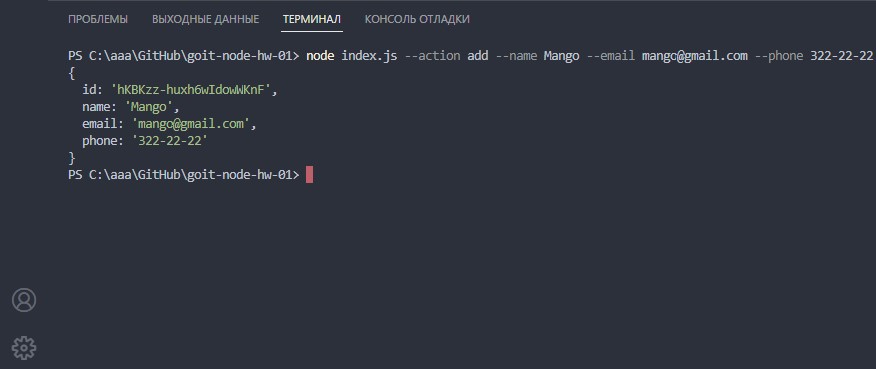 ПРОБЛЕМЫ ВЫХОДНЫЕ ДАННЫЕ ТЕРМИНАЛ КОНСОЛЬ ОТЛАДКИ
PS C:\aaa\GitHub\goit-node-hw-01> node index.js --action add --name Mango --email mango@gmail.com --phone 322-22-22
{
  id: 'hKBKzz-huxh6wIdowWKnF',
  name: 'Mango',
  email: 'mango@gmail.com',
  phone: '322-22-22'
}
PS C:\aaa\GitHub\goit-node-hw-01>